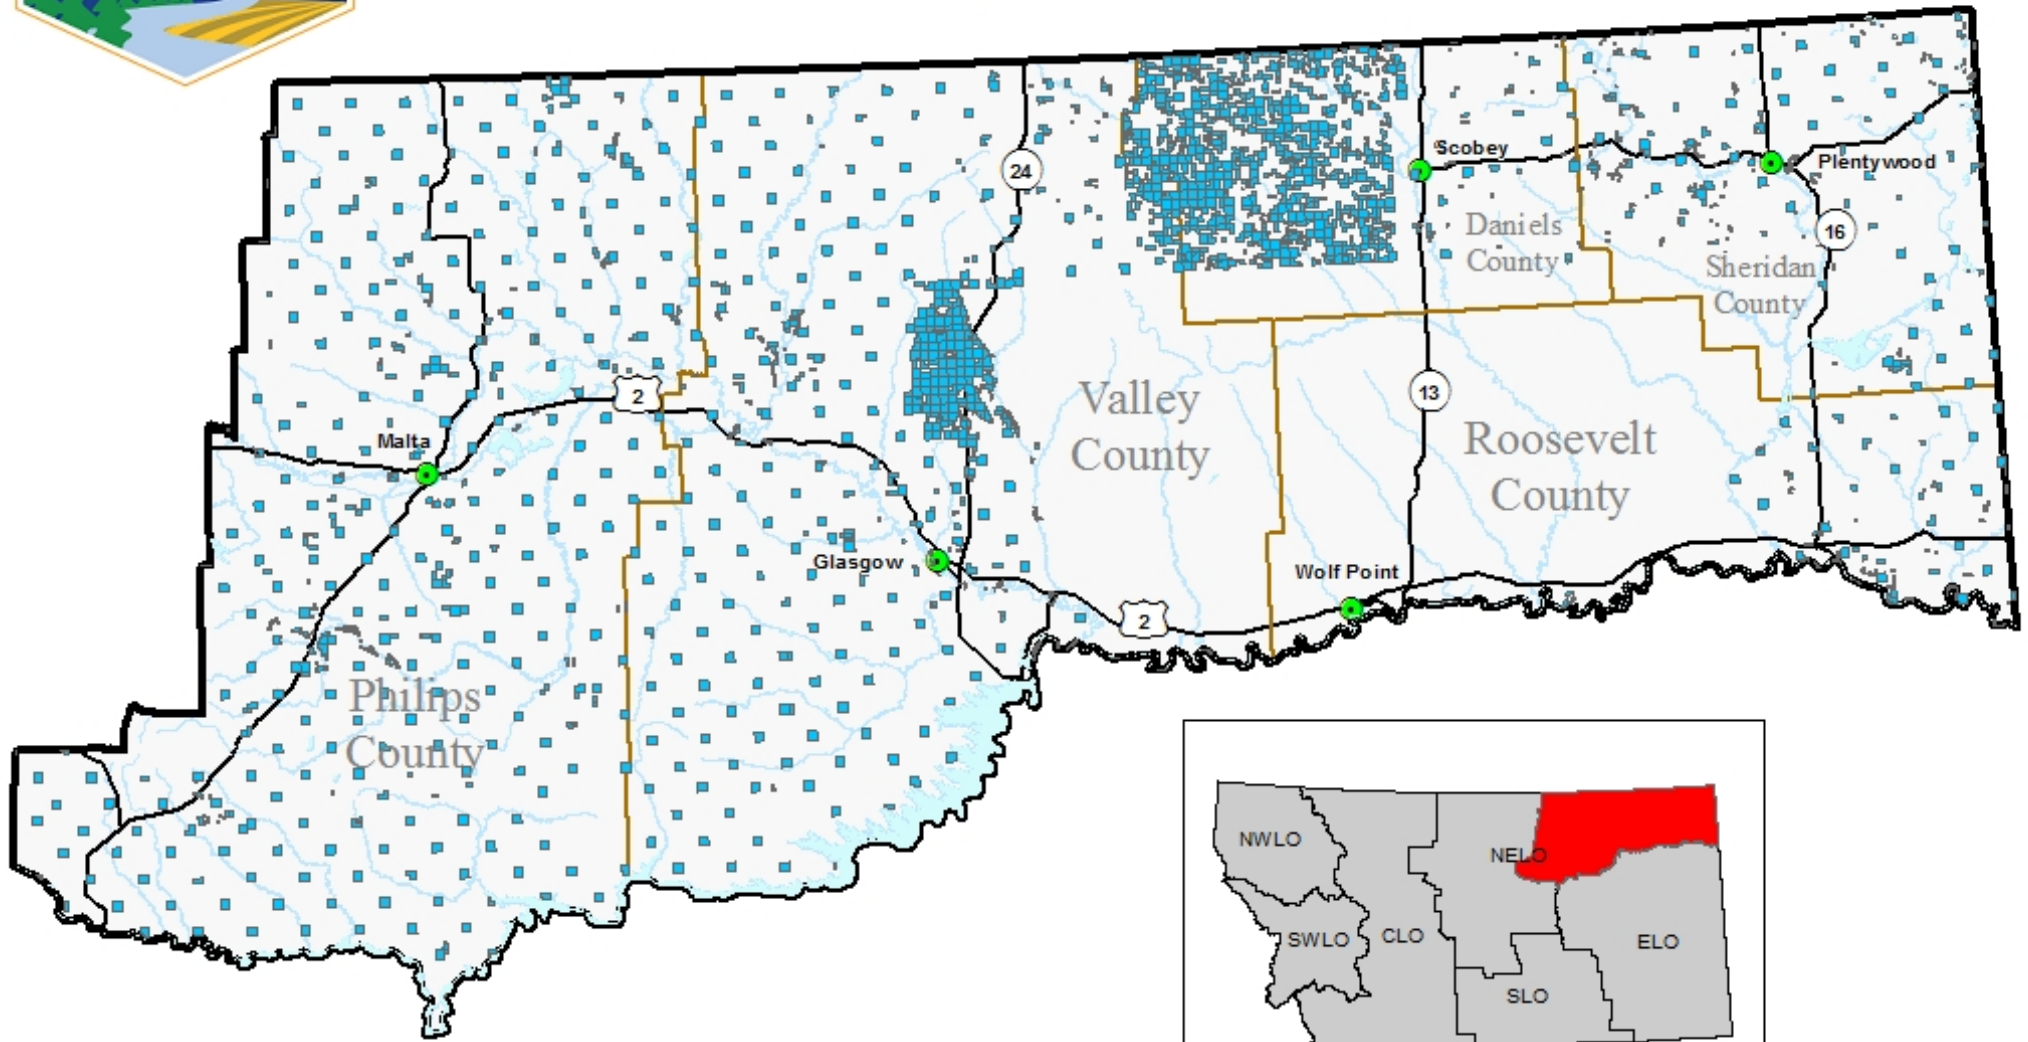 24
Scobey
Plentywood
Daniels
County
16
Sheridan
County
2
13
Valley
County
Roosevelt
County
Malta
Glasgow
Wolf Point
2
Philips
County
NWLO
NELO
SWLO
CLO
ELO
SLO